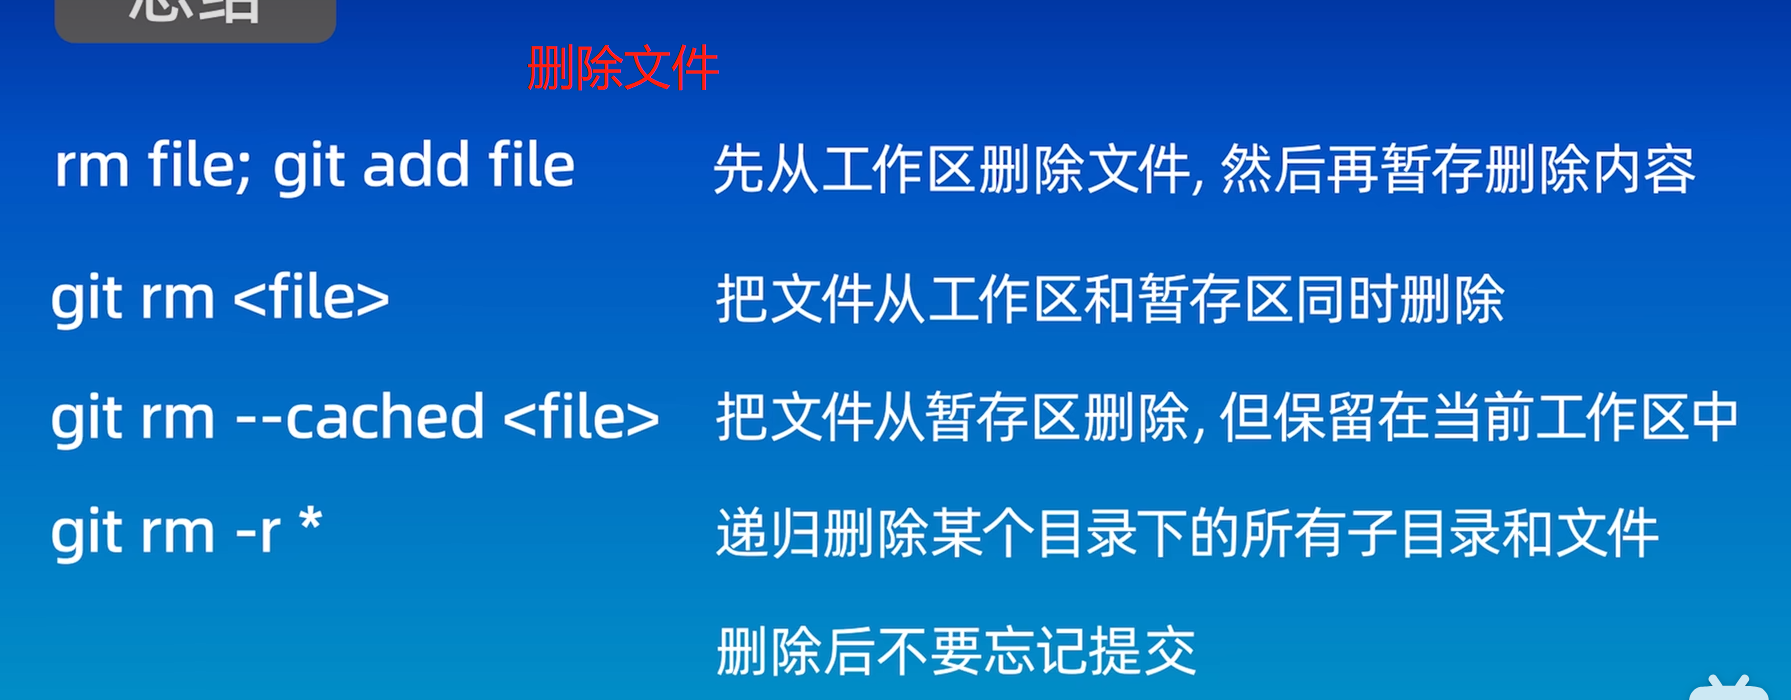 总结
删除文件
rm file; git add file 先从工作区删除文件, 然后再暂存删除内容
git rm <file> 把文件从工作区和暂存区同时删除
git rm --cached <file> 把文件从暂存区删除, 但保留在当前工作区中
git rm -r * 递归删除某个目录下的所有子目录和文件
删除后不要忘记提交